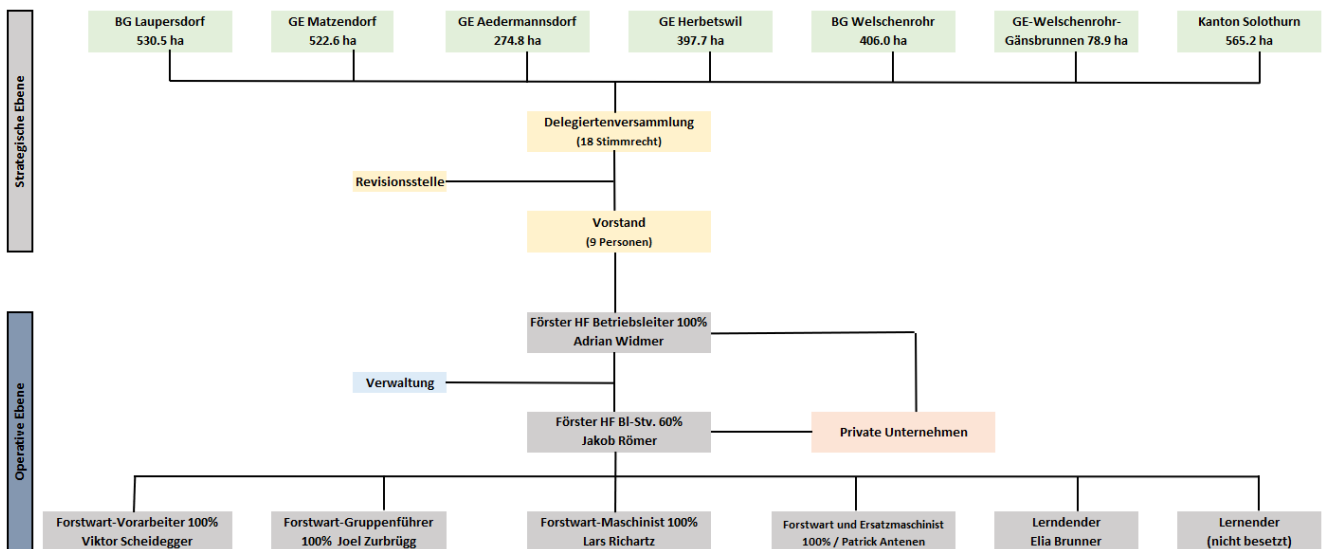 Strategische Ebene
BG Laupersdorf
530.5 ha
GE Matzendorf
522.6 ha
GE Aedermannsdorf
274.8 ha
GE Herbetswil
397.7 ha
BG Welschenrohr
406.0 ha
GE-Welschenrohr-
Gänsbrunnen 78.9 ha
Kanton Solothurn
565.2 ha
Delegiertenversammlung
(18 Stimmrecht)
Revisionsstelle
Vorstand
(9 Personen)
Operative Ebene
Förster HF Betriebsleiter 100%
Adrian Widmer
Verwaltung
Förster HF Bl-Stv. 60%
Jakob Römer
Private Unternehmen
Forstwart-Vorarbeiter 100%
Viktor Scheidegger
Forstwart-Gruppenführer
100% Joel Zurbrügg
Forstwart-Maschinist 100%
Lars Richartz
Forstwart und Ersatzmaschinist
100% / Patrick Antenen
Lerndender
Elia Brunner
Lernender
(nicht besetzt)